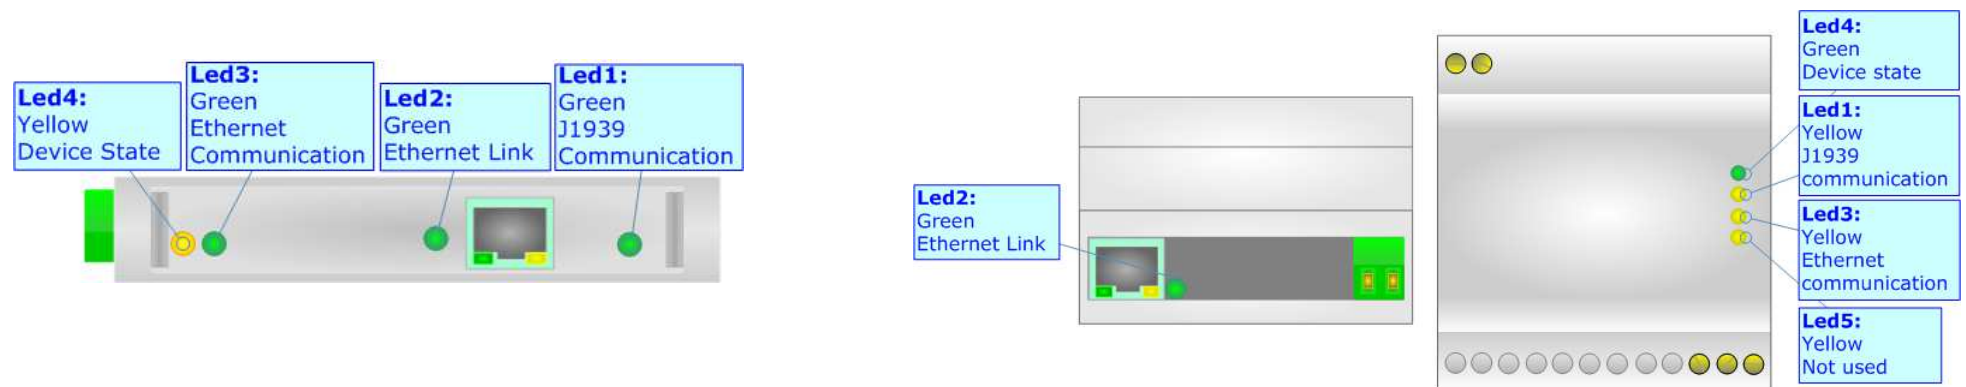 Led4:
Yellow
Device State
Led3:
Green
Ethernet
Communication
Led2:
Green
Ethernet Link
Led1:
Green
J1939
Communication
Led2:
Green
Ethernet Link
Led4:
Green
Device state
Led1:
Yellow
J1939
communication
Led3:
Yellow
Ethernet
communication
Led5:
Yellow
Not used